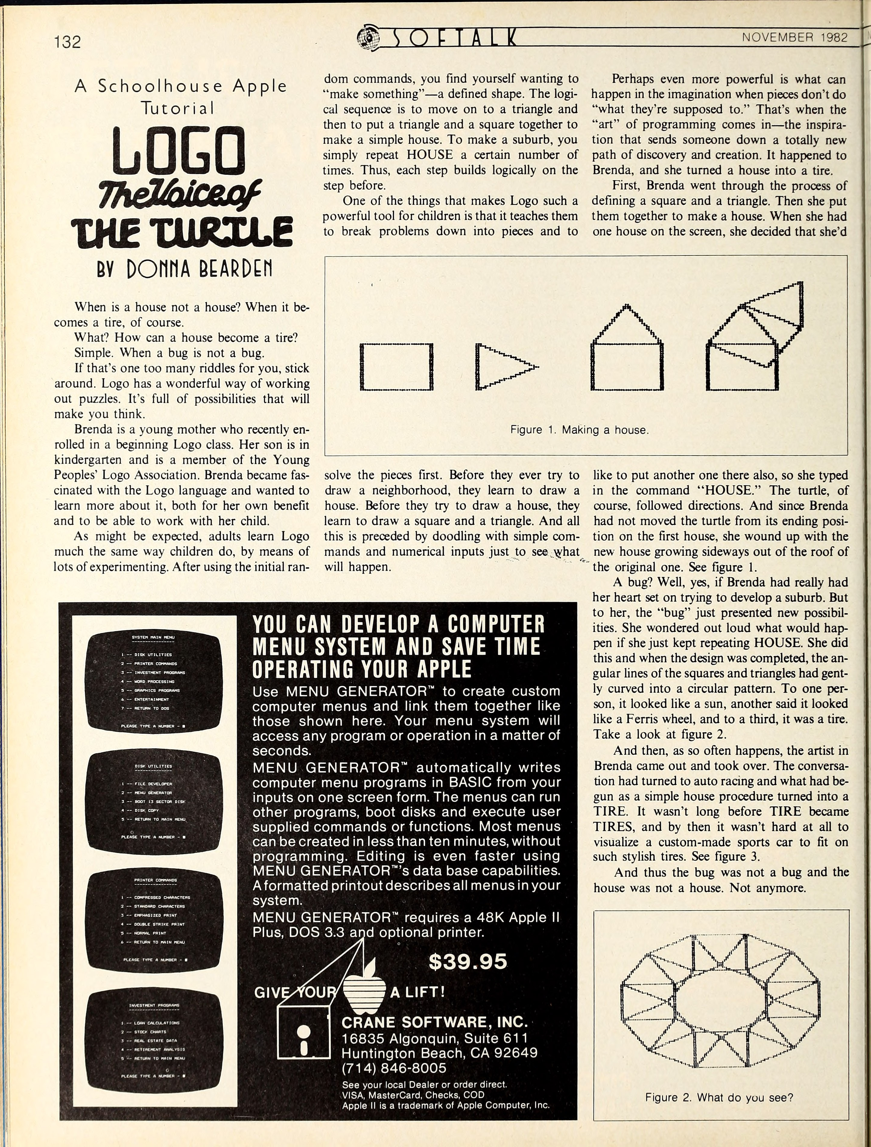 132
SOFTALK
NOVEMBER 1982
A Schoolhouse Apple
Tutorial
LOGO
The Voice of
THE TURTLE
BY DONNA BEARDEN
When is a house not a house? When it be-
comes a tire, of course.
What? How can a house become a tire?
Simple. When a bug is not a bug.
If that's one too many riddles for you, stick
around. Logo has a wonderful way of working
out puzzles. It's full of possibilities that will
make you think.
Brenda is a young mother who recently en-
rolled in a beginning Logo class. Her son is in
kindergarten and is a member of the Young
Peoples' Logo Association. Brenda became fas-
cinated with the Logo language and wanted to
learn more about it, both for her own benefit
and to be able to work with her child.
As might be expected, adults learn Logo
much the same way children do, by means of
lots of experimenting. After using the initial ran-
dom commands, you find yourself wanting to
"make something"—a defined shape. The logi-
cal sequence is to move on to a triangle and
then to put a triangle and a square together to
make a simple house. To make a suburb, you
simply repeat HOUSE a certain number of
times. Thus, each step builds logically on the
step before.
One of the things that makes Logo such a
powerful tool for children is that it teaches them
to break problems down into pieces and to
solve the pieces first. Before they ever try to
draw a neighborhood, they learn to draw a
house. Before they try to draw a house, they
learn to draw a square and a triangle. And all
this is preceded by doodling with simple com-
mands and numerical inputs just to see what
will happen.
Perhaps even more powerful is what can
happen in the imagination when pieces don't do
"what they're supposed to." That's when the
"art" of programming comes in—the inspira-
tion that sends someone down a totally new
path of discovery and creation. It happened to
Brenda, and she turned a house into a tire.
First, Brenda went through the process of
defining a square and a triangle. Then she put
them together to make a house. When she had
one house on the screen, she decided that she'd
Figure 1. Making a house.
like to put another one there also, so she typed
in the command "HOUSE." The turtle, of
course, followed directions. And since Brenda
had not moved the turtle from its ending posi-
tion on the first house, she wound up with the
new house growing sideways out of the roof of
the original one. See figure 1.
A bug? Well, yes, if Brenda had really had
her heart set on trying to develop a suburb. But
to her, the "bug" just presented new possibil-
ities. She wondered out loud what would hap-
pen if she just kept repeating HOUSE. She did
this and when the design was completed, the an-
gular lines of the squares and triangles had gent-
ly curved into a circular pattern. To one per-
son, it looked like a sun, another said it looked
like a Ferris wheel, and to a third, it was a tire.
Take a look at figure 2.
And then, as so often happens, the artist in
Brenda came out and took over. The conversa-
tion had turned to auto racing and what had be-
gun as a simple house procedure turned into a
TIRE. It wasn't long before TIRE became
TIRES, and by then it wasn't hard at all to
visualize a custom-made sports car to fit on
such stylish tires. See figure 3.
And thus the bug was not a bug and the
house was not a house. Not anymore.
Figure 2. What do you see?
SYSTEM MAIN MENU
1 -- DISK UTILITIES
2 -- PRINTER COMMANDS
3 -- INVESTMENT PROGRAMS
4 -- WORD PROCESSING
5 -- GRAPHICS PROGRAMS
6 -- ENTERTAINMENT
7 -- RETURN TO DOS
PLEASE TYPE A NUMBER -
DISK UTILITIES
1 -- FILE DEVELOPER
2 -- MENU GENERATOR
3 -- BOOT 13 SECTOR DISK
4 -- DISK COPY
5 -- RETURN TO MAIN MENU
PLEASE TYPE A NUMBER -
PRINTER COMMANDS
1 -- COMPRESSED CHARACTERS
2 -- STANDARD CHARACTERS
3 -- EMPHASIZED PRINT
4 -- DOUBLE STRIKE PRINT
5 -- NORMAL PRINT
6 -- RETURN TO MAIN MENU
PLEASE TYPE A NUMBER -
INVESTMENT PROGRAMS
1 -- LOAN CALCULATIONS
2 -- STOCK CHARTS
3 -- REAL ESTATE DATA
4 -- RETIREMENT ANALYSIS
5 -- RETURN TO MAIN MENU
PLEASE TYPE A NUMBER -
YOU CAN DEVELOP A COMPUTER
MENU SYSTEM AND SAVE TIME
OPERATING YOUR APPLE
Use MENU GENERATOR™ to create custom
computer menus and link them together like
those shown here. Your menu system will
access any program or operation in a matter of
seconds.
MENU GENERATOR™ automatically writes
computer menu programs in BASIC from your
inputs on one screen form. The menus can run
other programs, boot disks and execute user
supplied commands or functions. Most menus
can be created in less than ten minutes, without
programming. Editing is even faster using
MENU GENERATOR™'s data base capabilities.
A formatted printout describes all menus in your
system.
MENU GENERATOR™ requires a 48K Apple II
Plus, DOS 3.3 and optional printer.
$39.95
GIVE YOUR A LIFT!
CRANE SOFTWARE, INC.
16835 Algonquin, Suite 611
Huntington Beach, CA 92649
(714) 846-8005
See your local Dealer or order direct.
VISA, MasterCard, Checks, COD
Apple II is a trademark of Apple Computer, Inc.